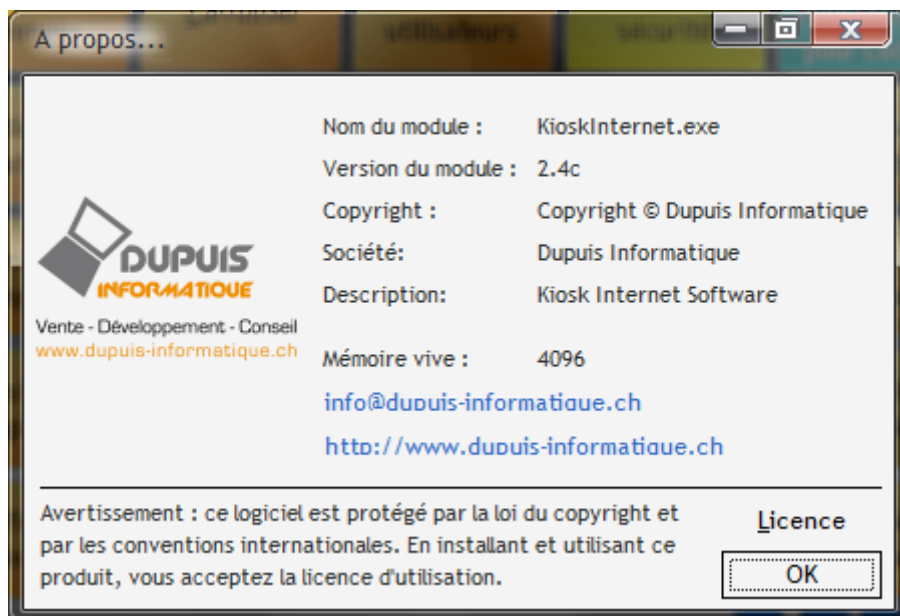 Carrousel
utilisateurs
sécurité
A propos...
Nom du module : KioskInternet.exe
Version du module : 2.4c
Copyright : Copyright © Dupuis Informatique
Société: Dupuis Informatique
Description: Kiosk Internet Software
DUPUIS
INFORMATIQUE
Vente - Développement - Conseil
www.dupuis-informatique.ch
Mémoire vive : 4096
info@dupuis-informatique.ch
http://www.dupuis-informatique.ch
Avertissement : ce logiciel est protégé par la loi du copyright et
par les conventions internationales. En installant et utilisant ce
produit, vous acceptez la licence d'utilisation.
Licence
OK